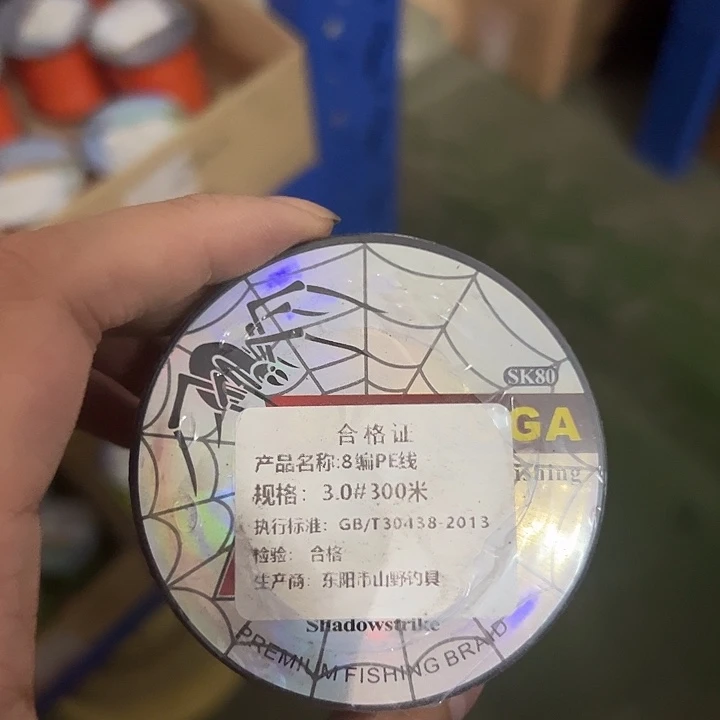 SK80
GA
ishing
合格证
产品名称:8编PE线
规格: 3.0#300米
执行标准: GB/T30438-2013
检验: 合格
生产商: 东阳市山野钓具
Shadowstrike
PREMIUM FISHING BRAID